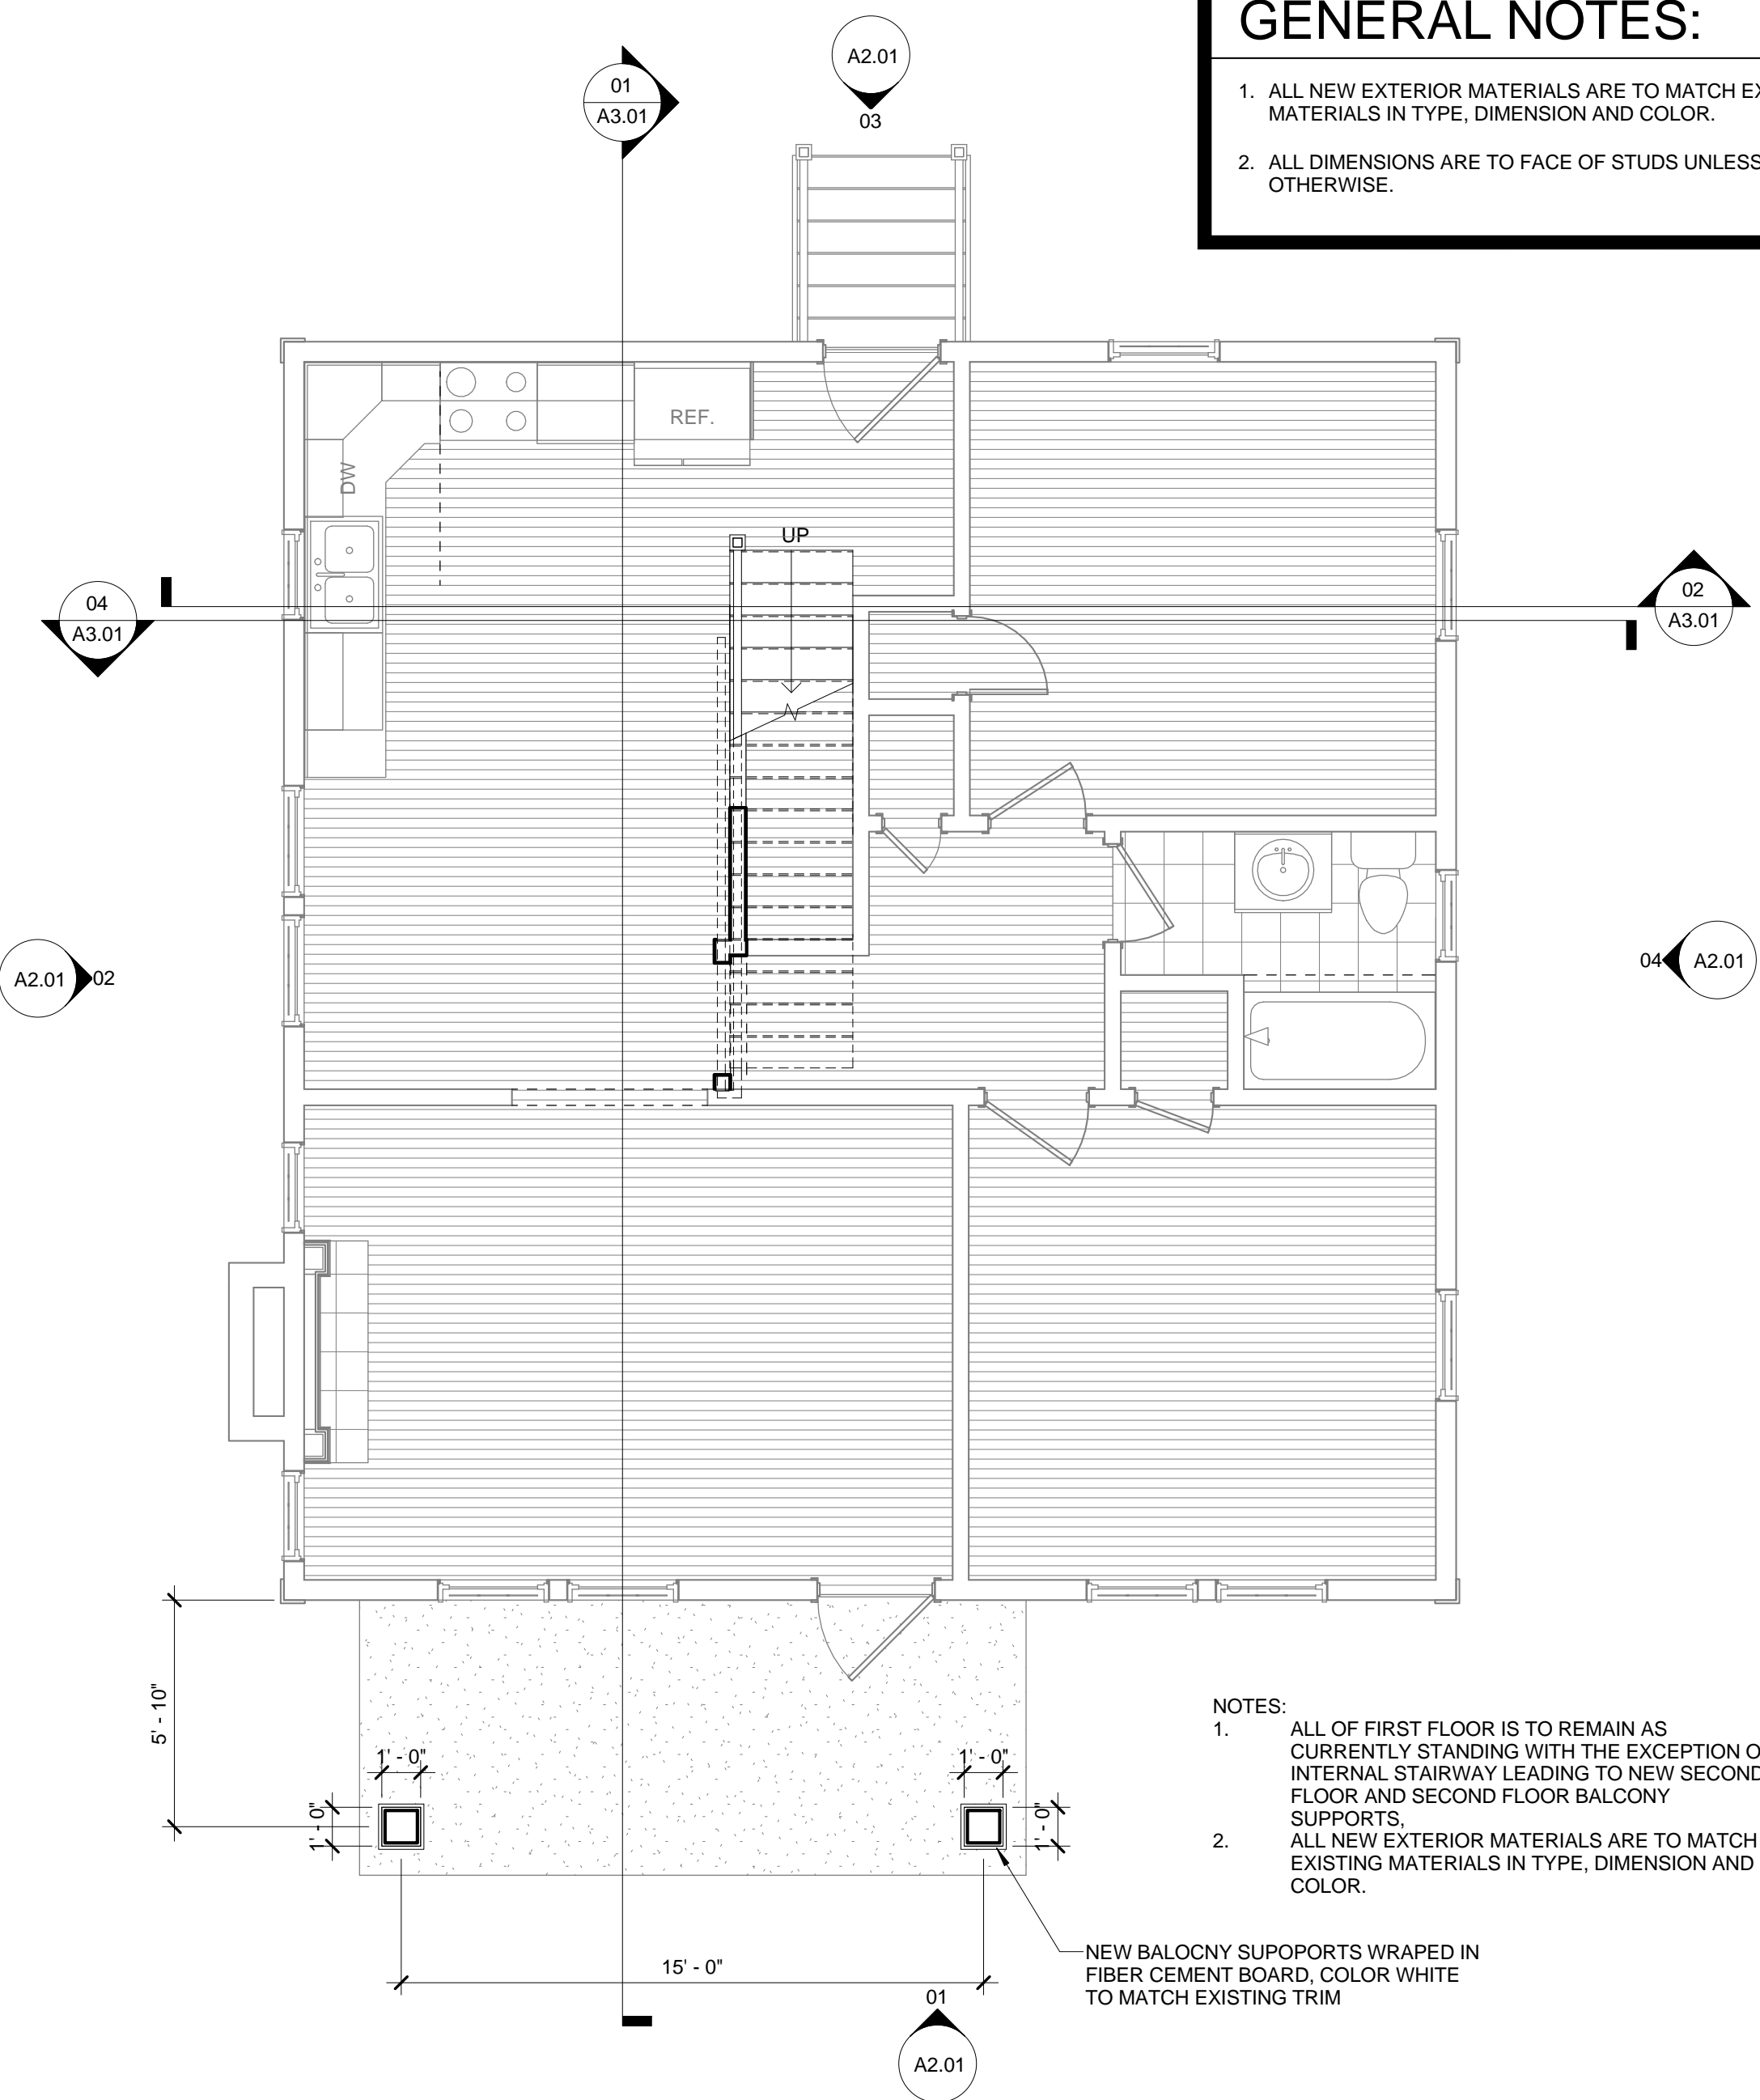 GENERAL NOTES:
1. ALL NEW EXTERIOR MATERIALS ARE TO MATCH
MATERIALS IN TYPE, DIMENSION AND COLOR.
2. ALL DIMENSIONS ARE TO FACE OF STUDS UNLESS
OTHERWISE.
A2.01
03
01
A3.01
REF.
DW
UP
04
A3.01
02
A3.01
A2.01 02
04 A2.01
5' - 10"
1' - 0"
1' - 0"
1' - 0"
1' - 0"
15' - 0"
NOTES:
1. ALL OF FIRST FLOOR IS TO REMAIN AS
CURRENTLY STANDING WITH THE EXCEPTION
INTERNAL STAIRWAY LEADING TO NEW SECOND
FLOOR AND SECOND FLOOR BALCONY
SUPPORTS,
2. ALL NEW EXTERIOR MATERIALS ARE TO MATCH
EXISTING MATERIALS IN TYPE, DIMENSION AND
COLOR.
NEW BALOCNY SUPOPORTS WRAPED IN
FIBER CEMENT BOARD, COLOR WHITE
TO MATCH EXISTING TRIM
01
A2.01